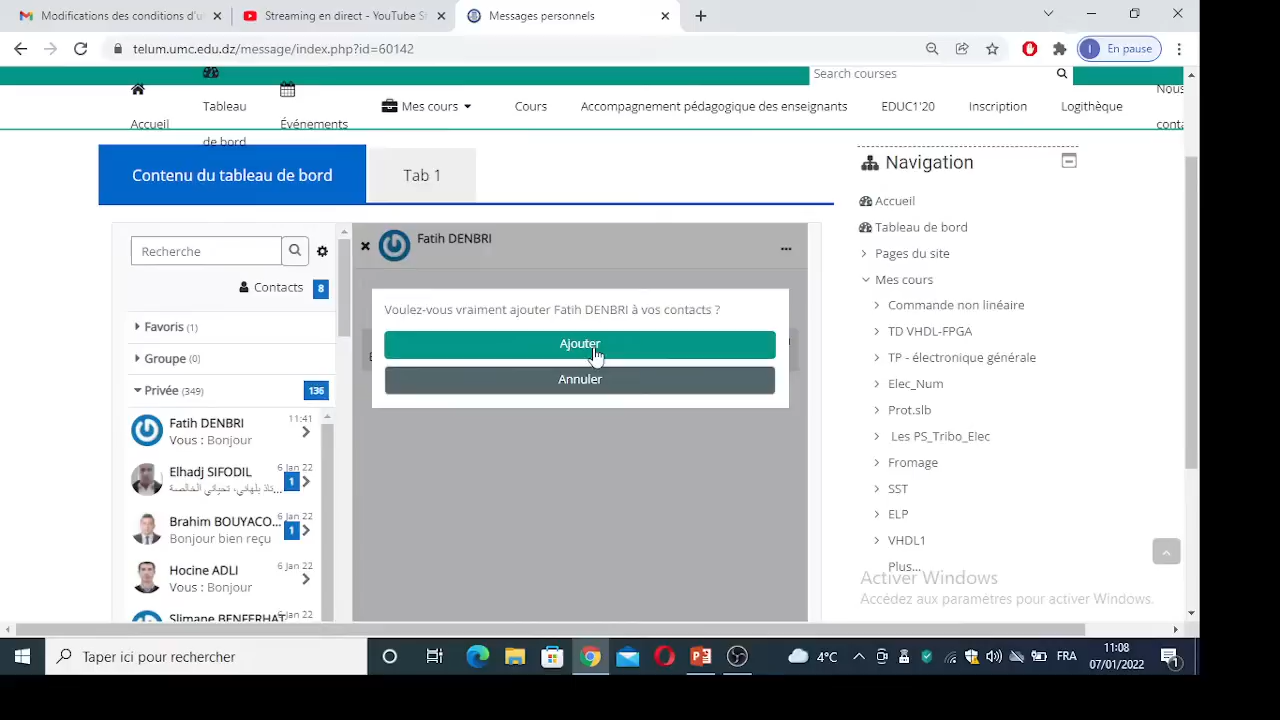 Modifications des conditions d'u
Streaming en direct - YouTube S
Messages personnels
telum.umc.edu.dz/message/index.php?id=60142
En pause
Search courses
Accueil
Tableau de bord
Événements
Mes cours
Cours
Accompagnement pédagogique des enseignants
EDUC1'20
Inscription
Logithèque
Nous
conta
Contenu du tableau de bord
Tab 1
Recherche
Contacts 8
Favoris (1)
Groupe (0)
Privée (349) 136
Fatih DENBRI 11:41
Vous : Bonjour
Elhadj SIFODIL 6 Jan 22
...تاذ بلهاني، تحياتي الخالصة 1
Brahim BOUYACO... 6 Jan 22
Bonjour bien reçu 1
Hocine ADLI 6 Jan 22
Vous : Bonjour
Slimane BENFERHAT 6 Jan 22
Fatih DENBRI
Voulez-vous vraiment ajouter Fatih DENBRI à vos contacts ?
Ajouter
Annuler
Navigation
Accueil
Tableau de bord
Pages du site
Mes cours
Commande non linéaire
TD VHDL-FPGA
TP - électronique générale
Elec_Num
Prot.slb
Les PS_Tribo_Elec
Fromage
SST
ELP
VHDL1
Plus...
Activer Windows
Accédez aux paramètres pour activer Windows.
Taper ici pour rechercher
4°C
FRA
11:08
07/01/2022
1